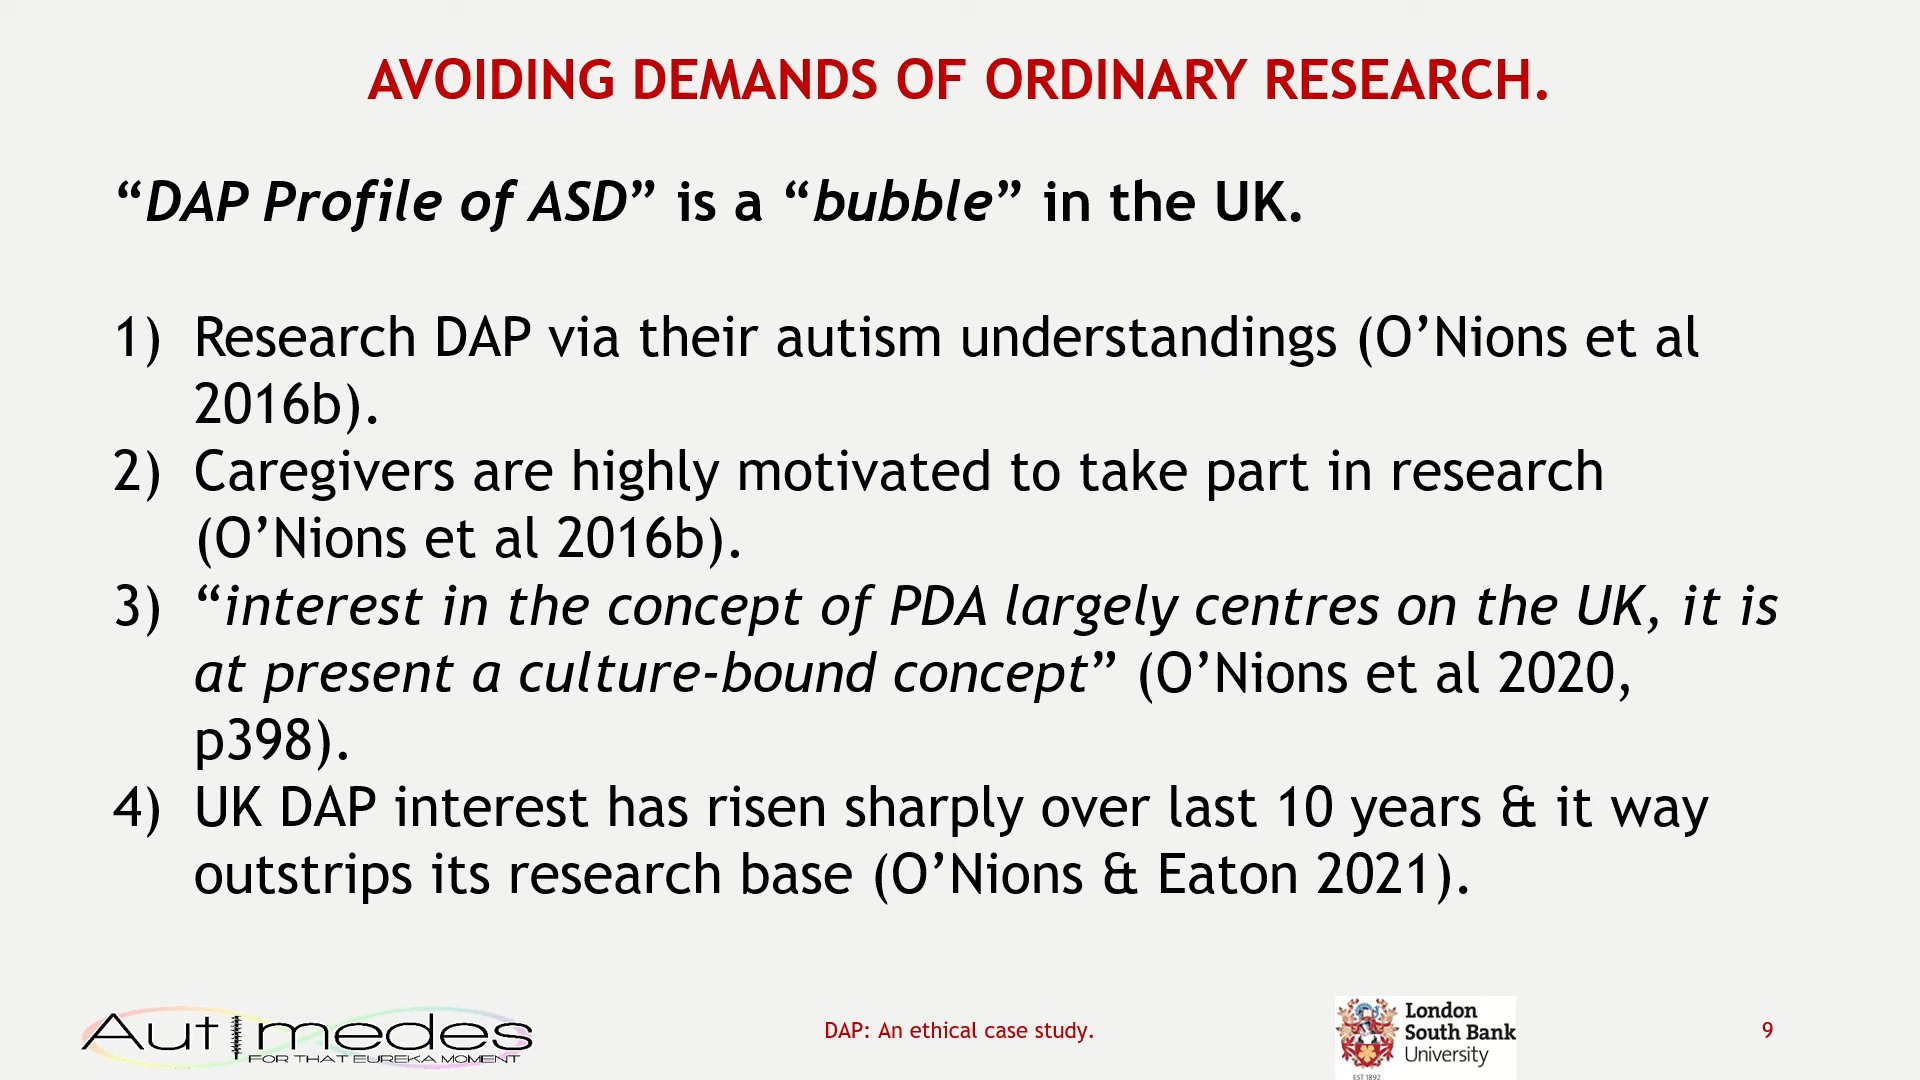 AVOIDING DEMANDS OF ORDINARY RESEARCH.
“DAP Profile of ASD” is a “bubble” in the UK.
1) Research DAP via their autism understandings (O’Nions et al
2016b).
2) Caregivers are highly motivated to take part in research
(O’Nions et al 2016b).
3) “interest in the concept of PDA largely centres on the UK, it is
at present a culture-bound concept” (O’Nions et al 2020,
p398).
4) UK DAP interest has risen sharply over last 10 years & it way
outstrips its research base (O’Nions & Eaton 2021).
Autimedes
FOR THAT EUREKA MOMENT
DAP: An ethical case study.
London
South Bank
University
EST 1892
9